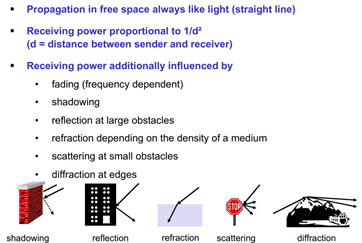 Propagation in free space always like light (straight line)
Receiving power proportional to 1/d²
(d = distance between sender and receiver)
Receiving power additionally influenced by
fading (frequency dependent)
shadowing
reflection at large obstacles
refraction depending on the density of a medium
scattering at small obstacles
diffraction at edges
STOP
shadowing reflection refraction scattering diffraction